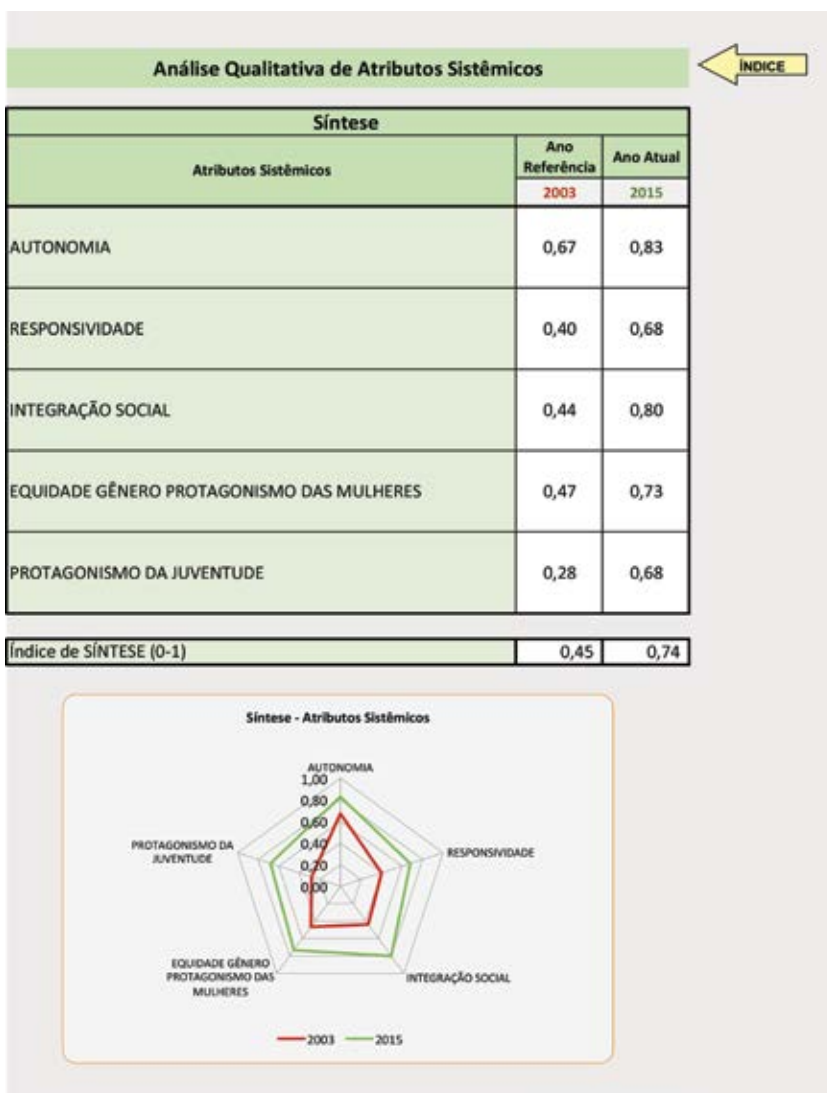 Análise Qualitativa de Atributos Sistêmicos
ÍNDICE
Síntese
Atributos Sistêmicos
Ano
Referência
Ano Atual
2003
2015
AUTONOMIA
0,67
0,83
RESPONSIVIDADE
0,40
0,68
INTEGRAÇÃO SOCIAL
0,44
0,80
EQUIDADE GÊNERO PROTAGONISMO DAS MULHERES
0,47
0,73
PROTAGONISMO DA JUVENTUDE
0,28
0,68
Índice de SÍNTESE (0-1)
0,45
0,74
Síntese - Atributos Sistêmicos
AUTONOMIA
1,00
0,80
0,60
0,40
0,20
0,00
RESPONSIVIDADE
INTEGRAÇÃO SOCIAL
EQUIDADE GÊNERO
PROTAGONISMO DAS
MULHERES
PROTAGONISMO DA
JUVENTUDE
2003
2015